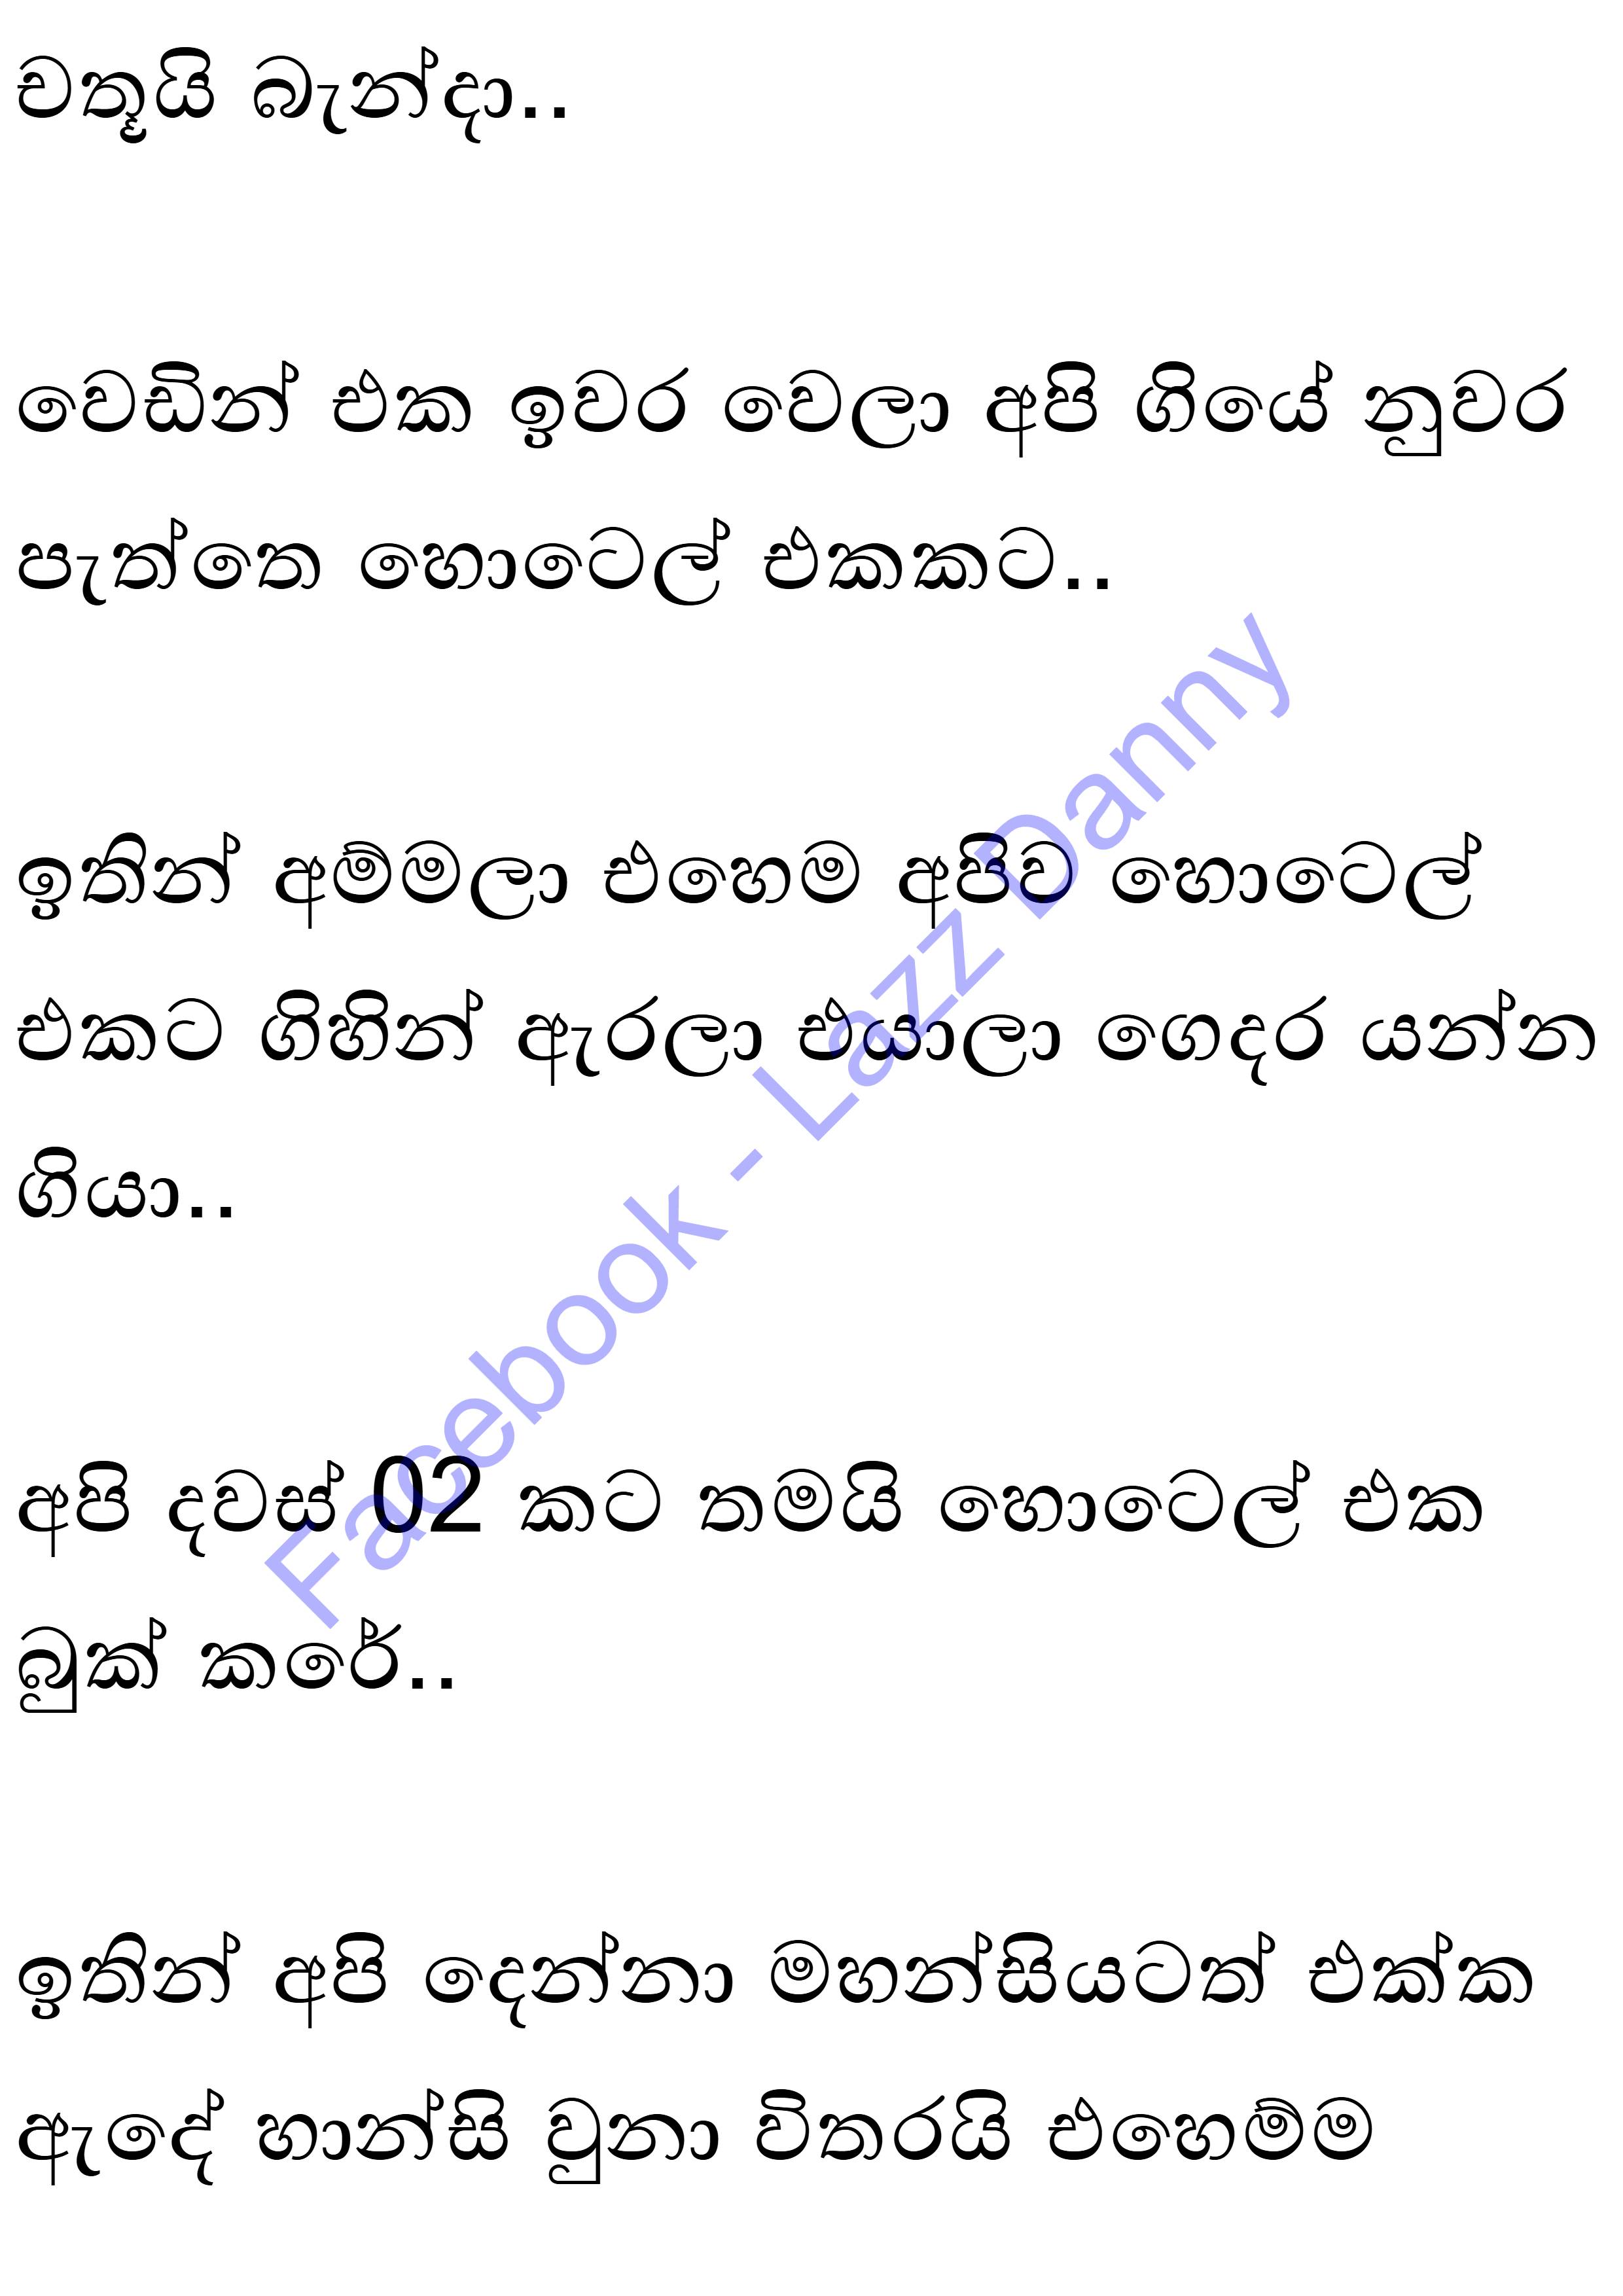 චතූයි බැන්දා..
වෙඩින් එක ඉවර වෙලා අපි ගියේ නුවර
පැත්තෙ හොටෙල් එකකට..
ඉතින් අම්මලා එහෙම අපිව හොටෙල්
එකට ගිහින් ඇරලා එයාලා ගෙදර යන්න
ගියා..
අපි දවස් 02 කට තමයි හොටෙල් එක
බුක් කරේ..
ඉතින් අපි දෙන්නා මහන්සියටත් එක්ක
ඇඳේ හාන්සි වුනා විතරයි එහෙම්ම
Facebook - Lazz Danny